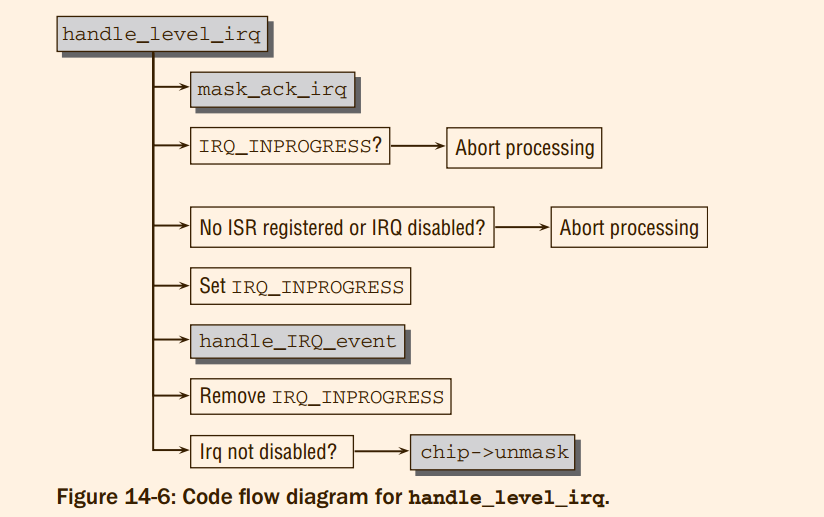 handle_level_irq
mask_ack_irq
IRQ_INPROGRESS? Abort processing
No ISR registered or IRQ disabled? Abort processing
Set IRQ_INPROGRESS
handle_IRQ_event
Remove IRQ_INPROGRESS
Irq not disabled? chip->unmask
Figure 14-6: Code flow diagram for handle_level_irq.